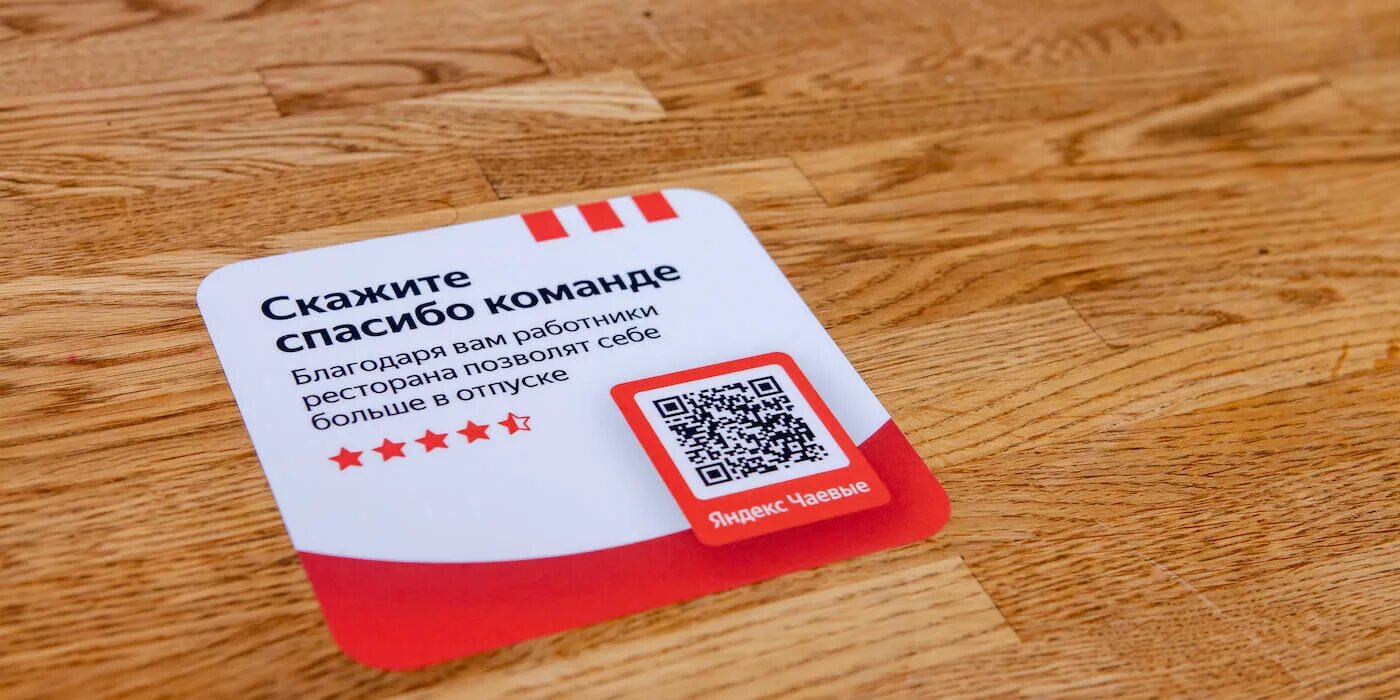 Скажите
спасибо команде
Благодаря вам работники
ресторана позволят себе
больше в отпуске
Яндекс Чаевые